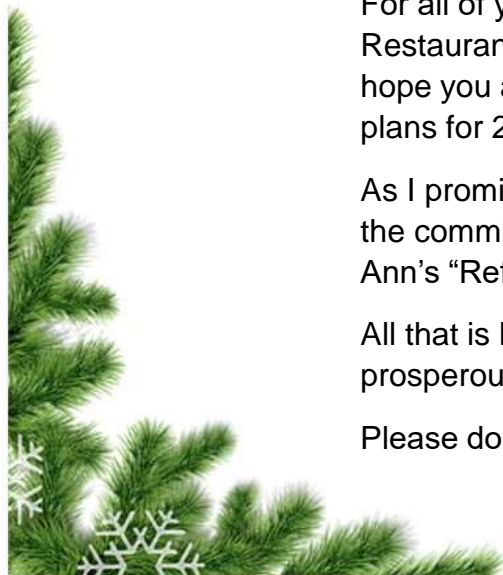 For all of y
Restauran
hope you a
plans for 2
As I promi
the comm
Ann's “Ref
All that is l
prosperou
Please do